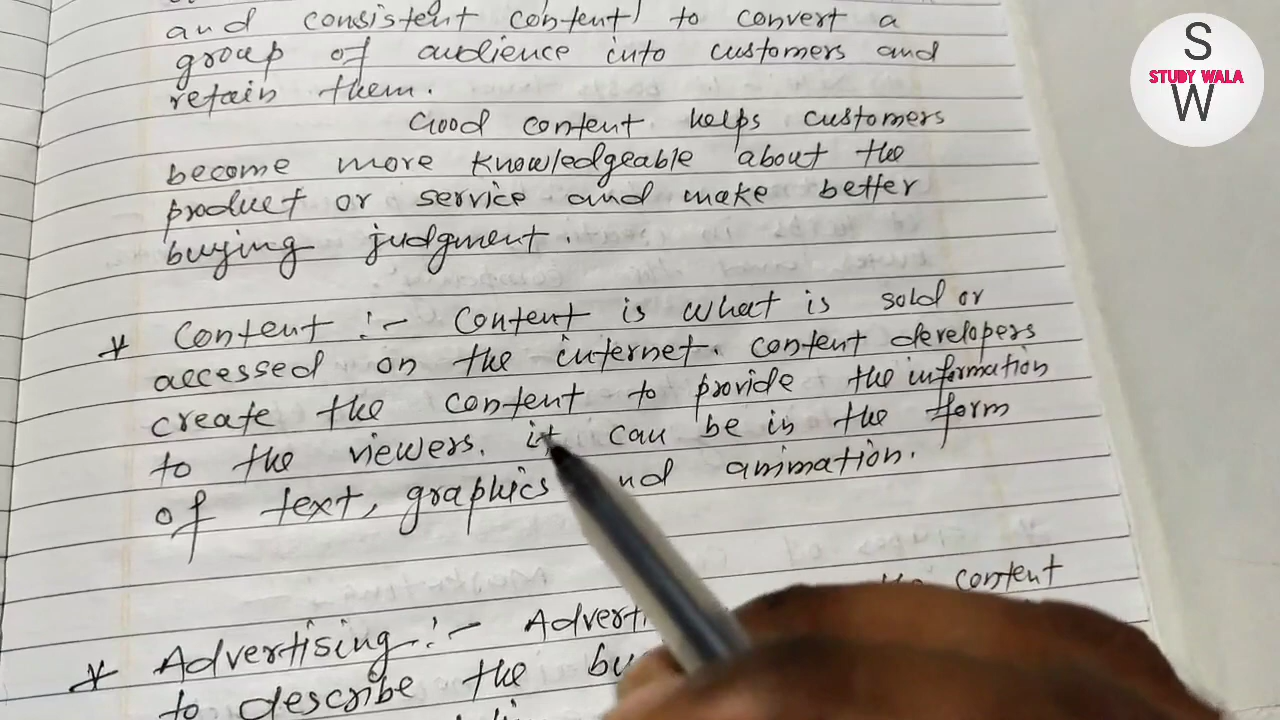 and consistent content) to convert a
group of audience into customers and
retain them.
Good content helps customers
become more knowledgeable about the
product or service and make better
buying judgment.
* Content :- Content is what is sold or
accessed on the internet. content developers
create the content to provide the information
to the viewers. it can be in the form
of text, graphics and animation.
content
* Advertising :- 
to describe the
S
STUDY WALA
W